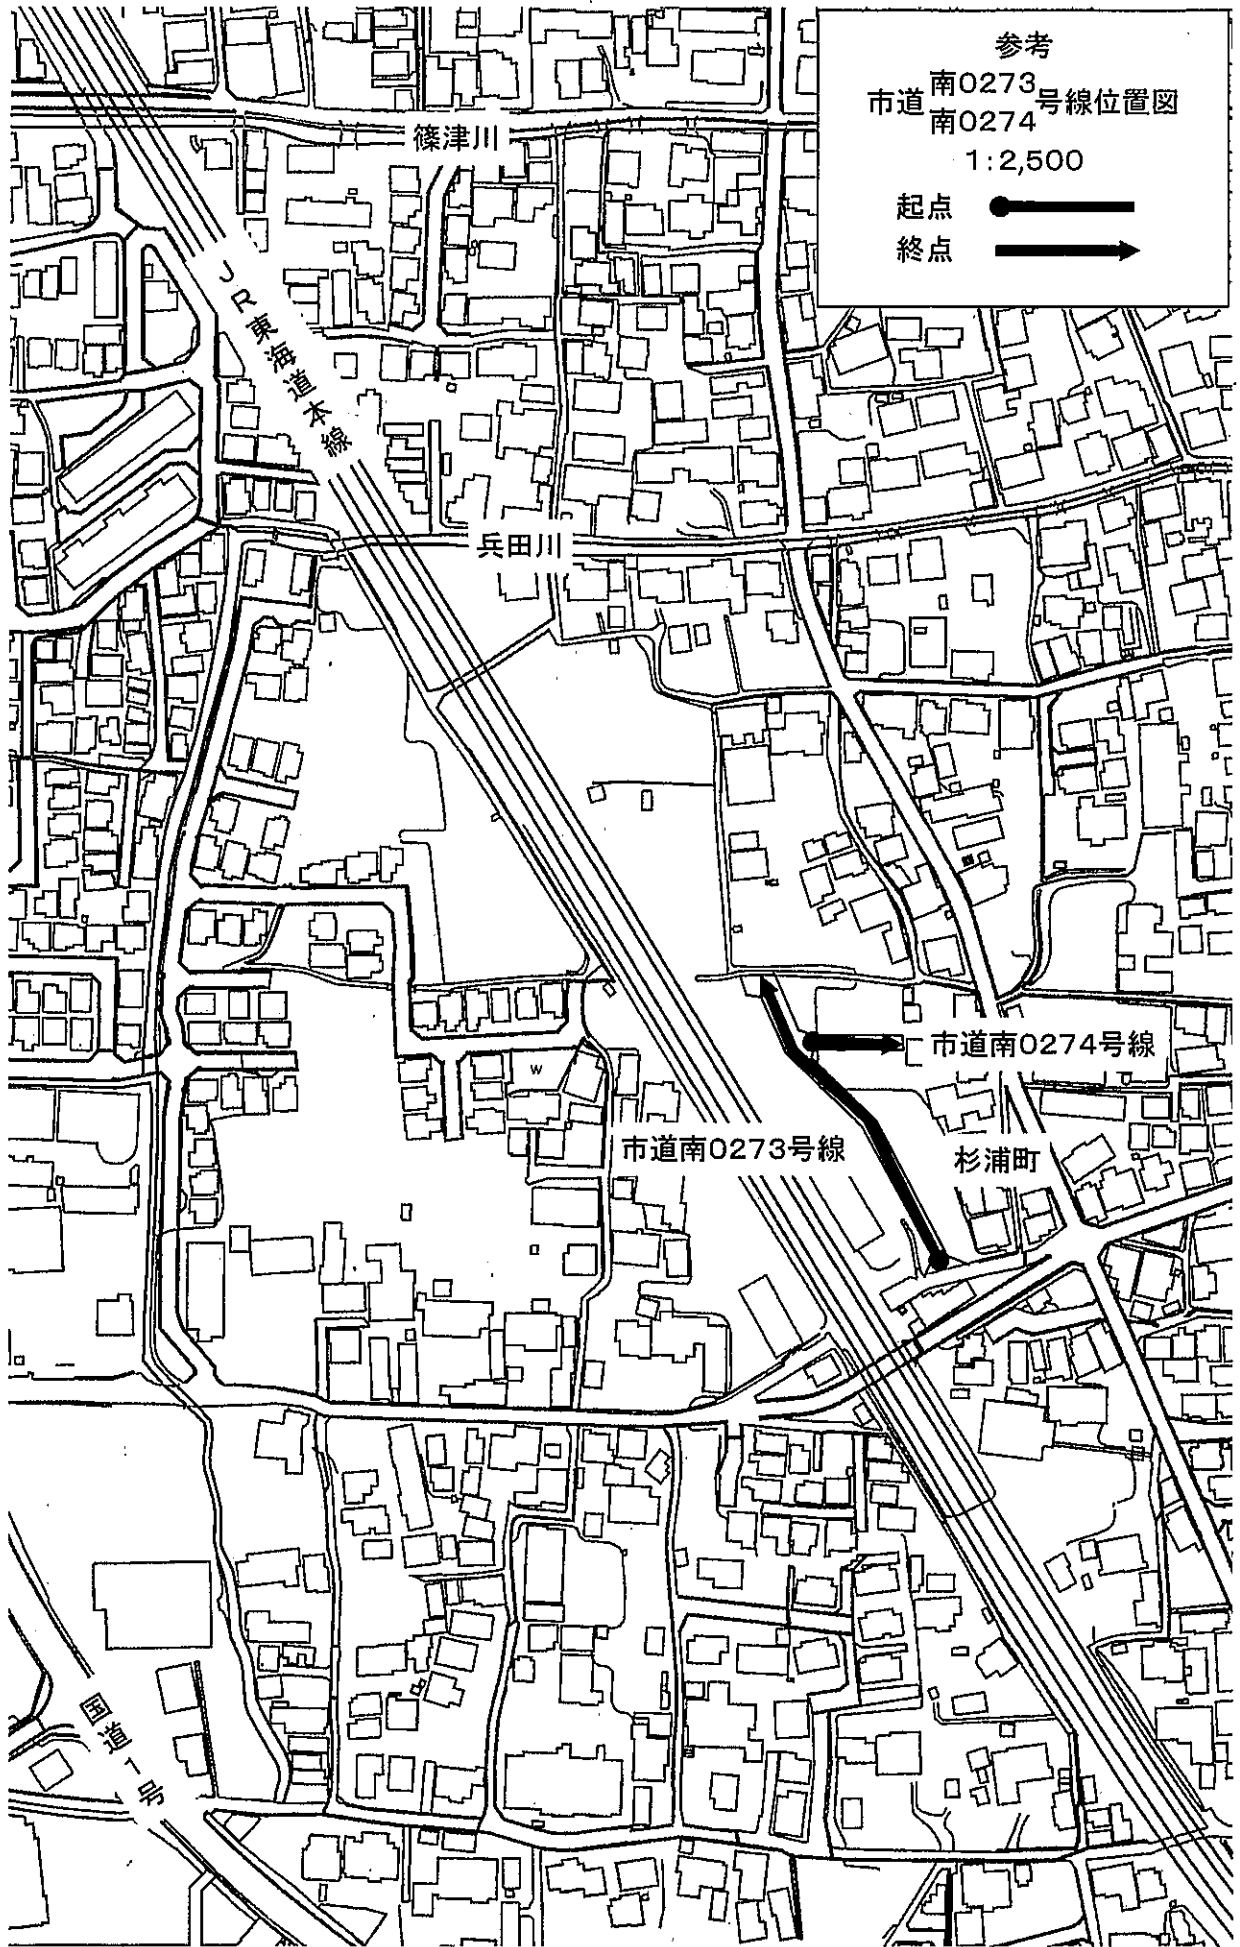 参考
市道 南0273 号線位置図
南0274
1:2,500
起点
終点
篠津川
JR東海道本線
兵田川
市道南0274号線
W
市道南0273号線
杉浦町
国道1号